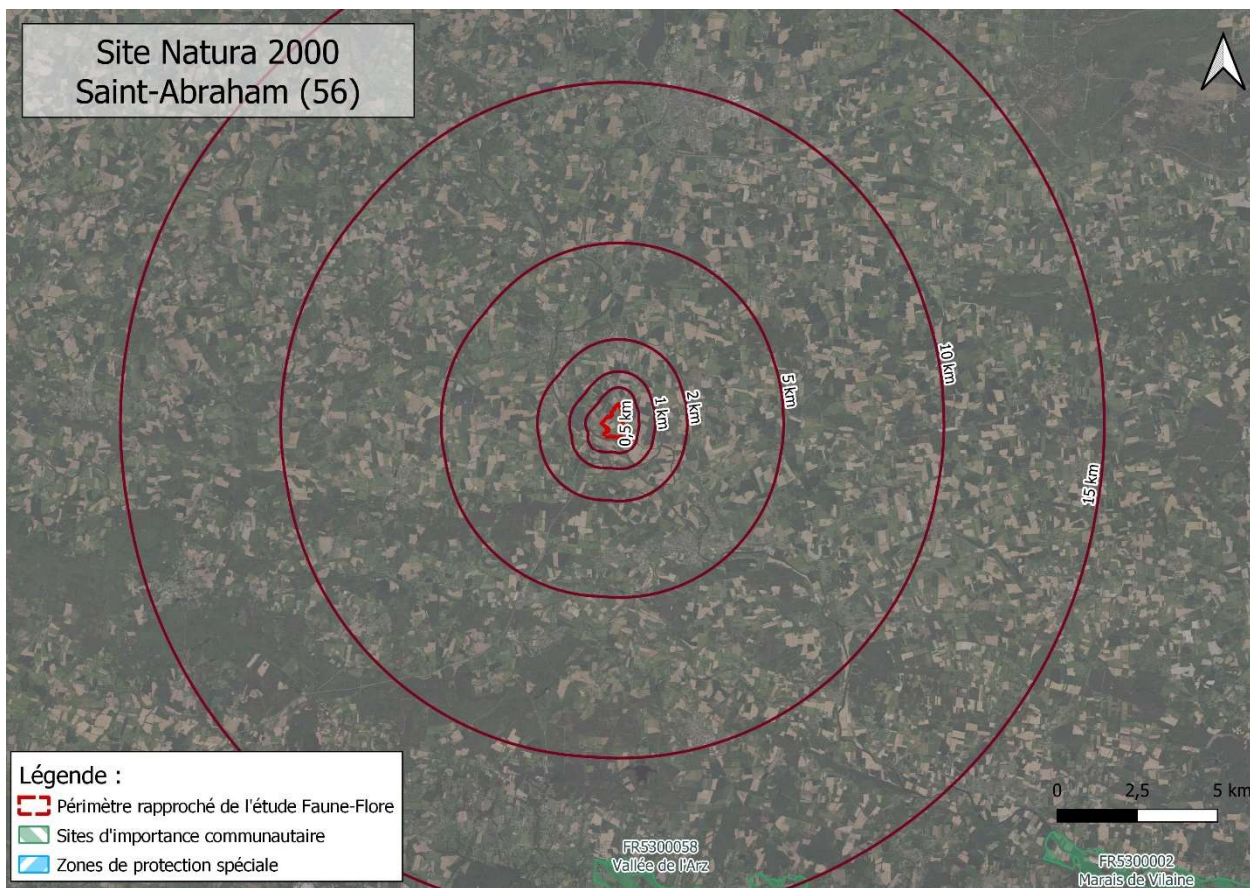 Site Natura 2000
Saint-Abraham (56)
10 km
5 km
2 km
1 km
0,5 km
15 km
Légende :
Périmètre rapproché de l'étude Faune-Flore
Sites d'importance communautaire
Zones de protection spéciale
0 2,5 5 km
FR5300058
Vallée de l'Arz
FR5300002
Marais de Vilaine